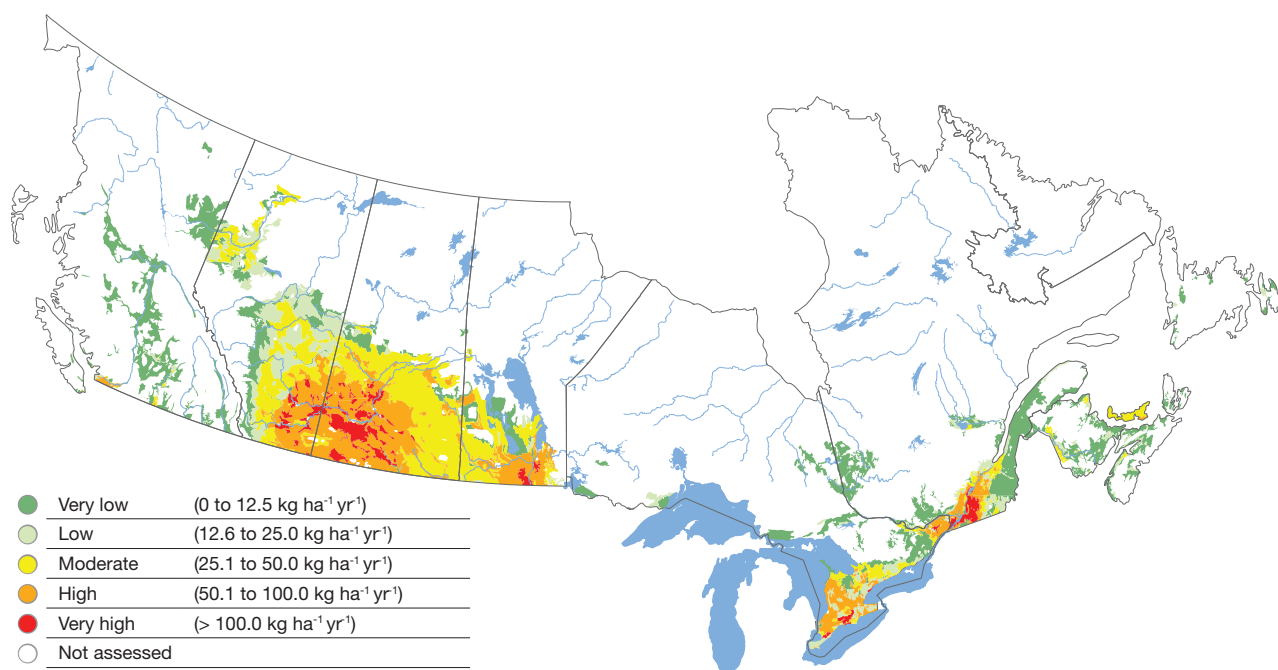 Very low (0 to 12.5 kg ha⁻¹ yr⁻¹)
Low (12.6 to 25.0 kg ha⁻¹ yr⁻¹)
Moderate (25.1 to 50.0 kg ha⁻¹ yr⁻¹)
High (50.1 to 100.0 kg ha⁻¹ yr⁻¹)
Very high (> 100.0 kg ha⁻¹ yr⁻¹)
Not assessed